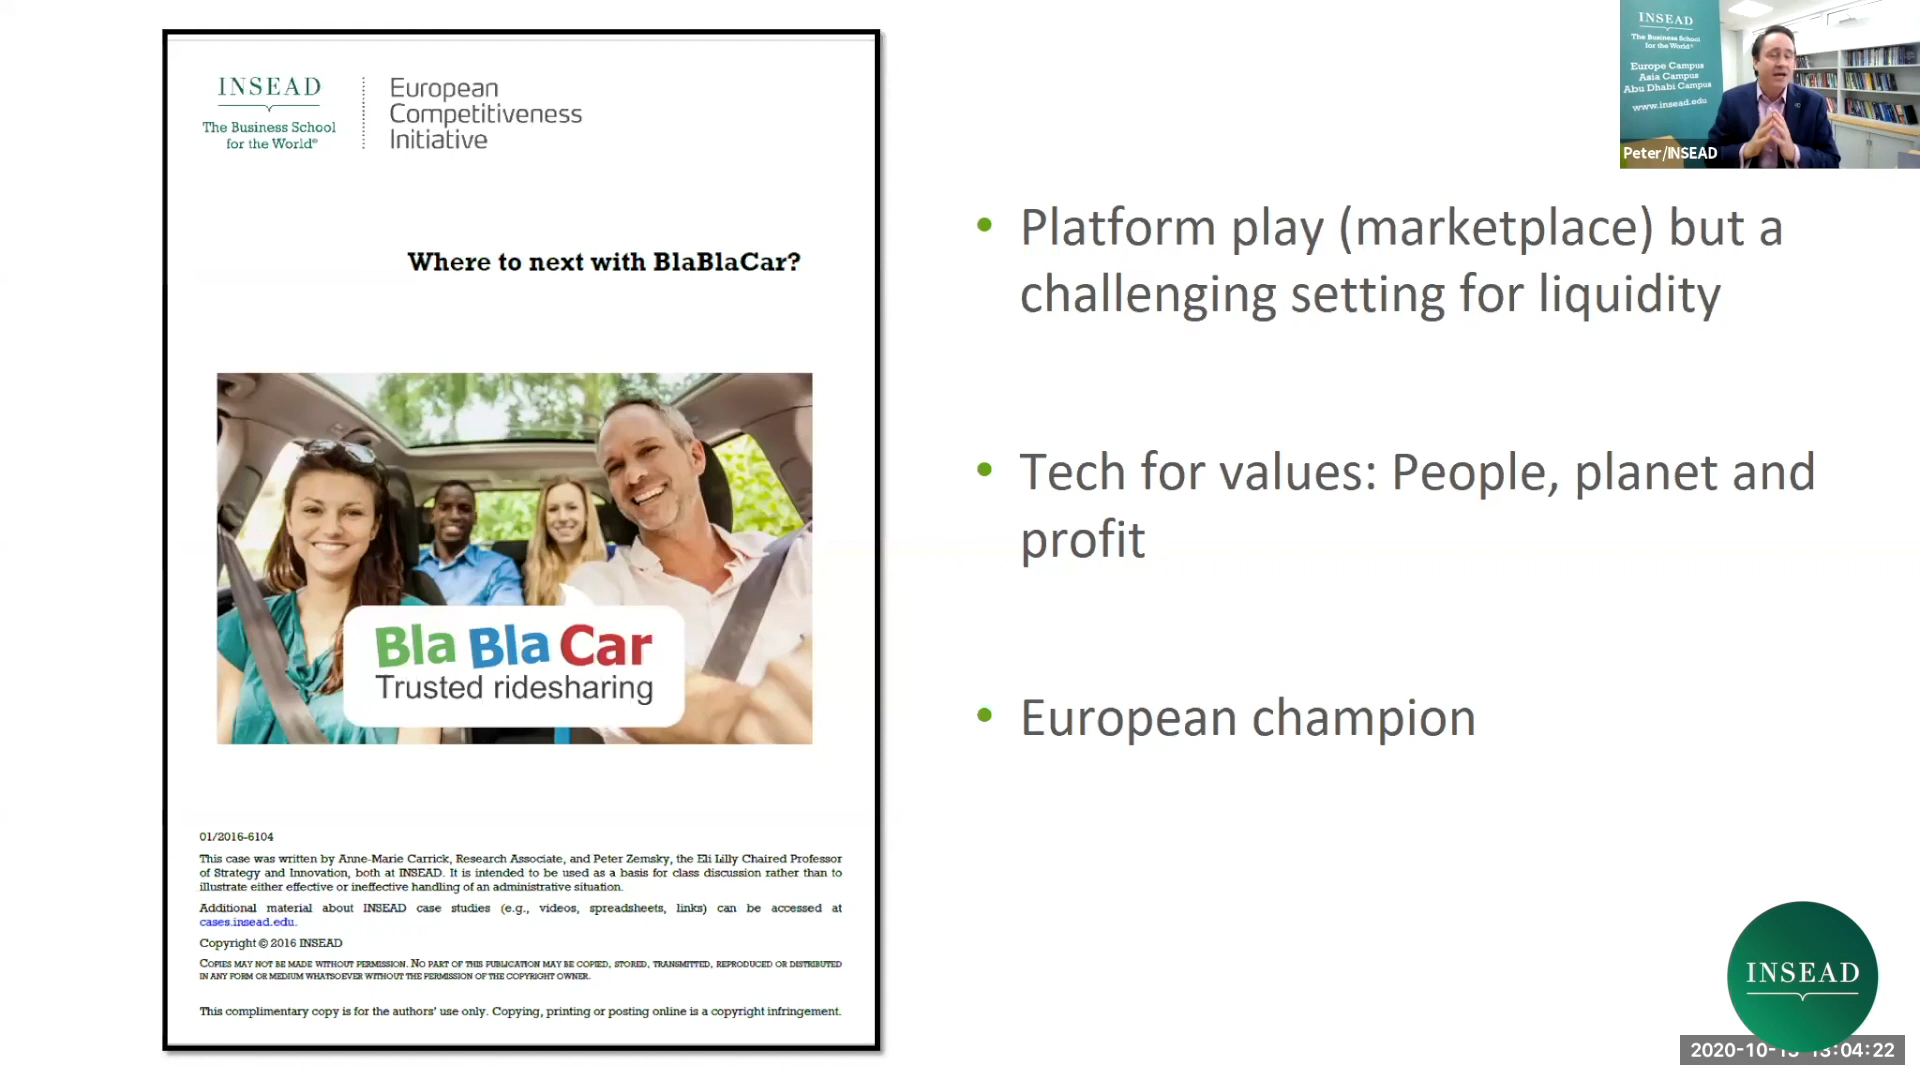 INSEAD
The Business School
for the World®
European
Competitiveness
Initiative
Where to next with BlaBlaCar?
Bla Bla Car
Trusted ridesharing
01/2016-6104
This case was written by Anne-Marie Carrick, Research Associate, and Peter Zemsky, the Eli Lilly Chaired Professor
of Strategy and Innovation, both at INSEAD. It is intended to be used as a basis for class discussion rather than to
illustrate either effective or ineffective handling of an administrative situation.
Additional material about INSEAD case studies (e.g., videos, spreadsheets, links) can be accessed at
cases.insead.edu.
Copyright © 2016 INSEAD
COPIES MAY NOT BE MADE WITHOUT PERMISSION. NO PART OF THIS PUBLICATION MAY BE COPIED, STORED, TRANSMITTED, REPRODUCED OR DISTRIBUTED
IN ANY FORM OR MEDIUM WHATSOEVER WITHOUT THE PERMISSION OF THE COPYRIGHT OWNER.
This complimentary copy is for the authors' use only. Copying, printing or posting online is a copyright infringement.
• Platform play (marketplace) but a
challenging setting for liquidity
• Tech for values: People, planet and
profit
• European champion
INSEAD
The Business School
for the World®
Europe Campus
Asia Campus
Abu Dhabi Campus
www.insead.edu
Peter/INSEAD
INSEAD
2020-10- 13:04:22